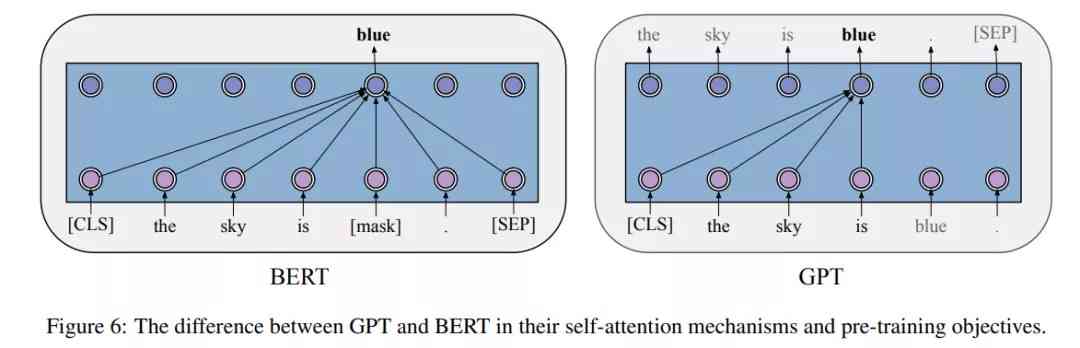 blue
[CLS] the sky is [mask] . [SEP]
BERT
the sky is blue . [SEP]
[CLS] the sky is blue .
GPT
Figure 6: The difference between GPT and BERT in their self-attention mechanisms and pre-training objectives.